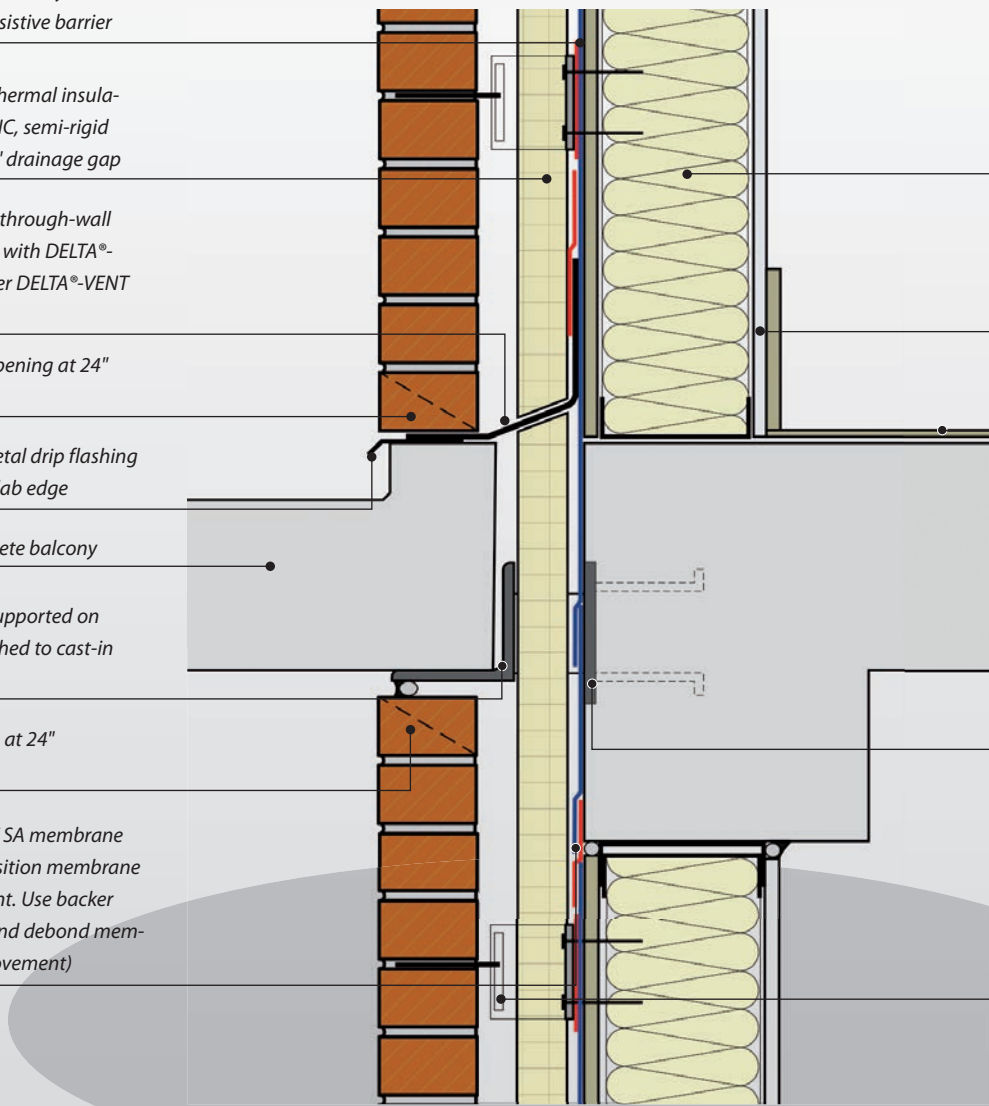 sistive barrier
hermal insula-
IC, semi-rigid
" drainage gap
through-wall
with DELTA®-
er DELTA®-VENT
pening at 24"
etal drip flashing
lab edge
ete balcony
upported on
hed to cast-in
at 24"
SA membrane
sition membrane
nt. Use backer
nd debond mem-
ovement)